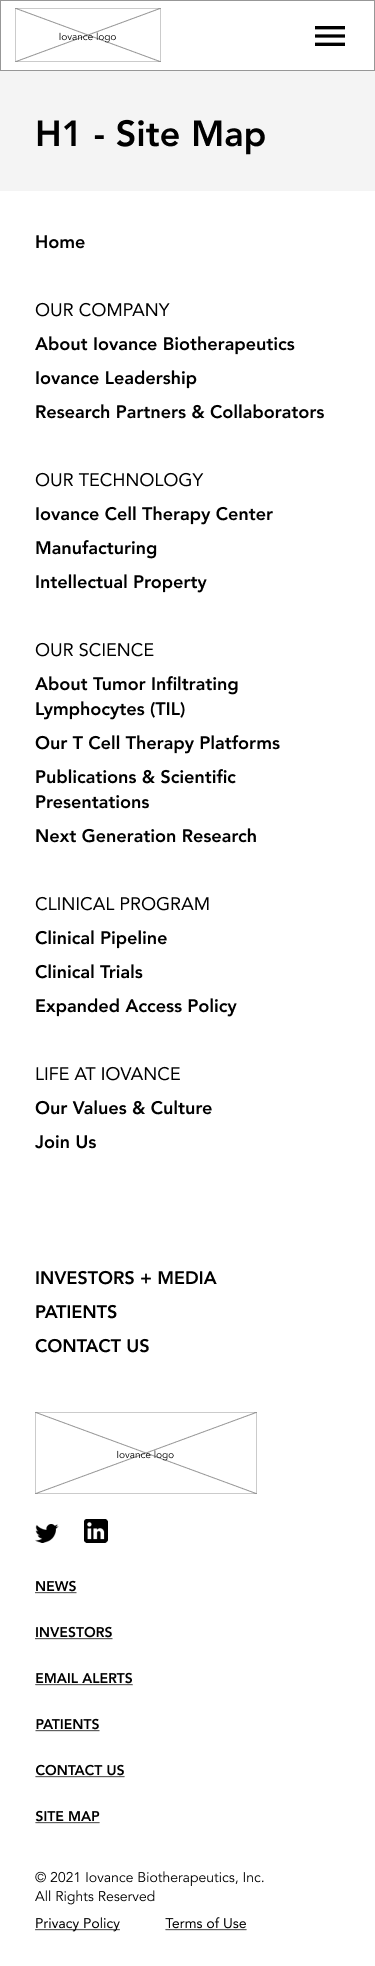 Iovance logo
H1 - Site Map
Home
OUR COMPANY
About Iovance Biotherapeutics
Iovance Leadership
Research Partners & Collaborators
OUR TECHNOLOGY
Iovance Cell Therapy Center
Manufacturing
Intellectual Property
OUR SCIENCE
About Tumor Infiltrating
Lymphocytes (TIL)
Our T Cell Therapy Platforms
Publications & Scientific
Presentations
Next Generation Research
CLINICAL PROGRAM
Clinical Pipeline
Clinical Trials
Expanded Access Policy
LIFE AT IOVANCE
Our Values & Culture
Join Us
INVESTORS + MEDIA
PATIENTS
CONTACT US
Iovance logo
in
NEWS
INVESTORS
EMAIL ALERTS
PATIENTS
CONTACT US
SITE MAP
© 2021 Iovance Biotherapeutics, Inc.
All Rights Reserved
Privacy Policy Terms of Use